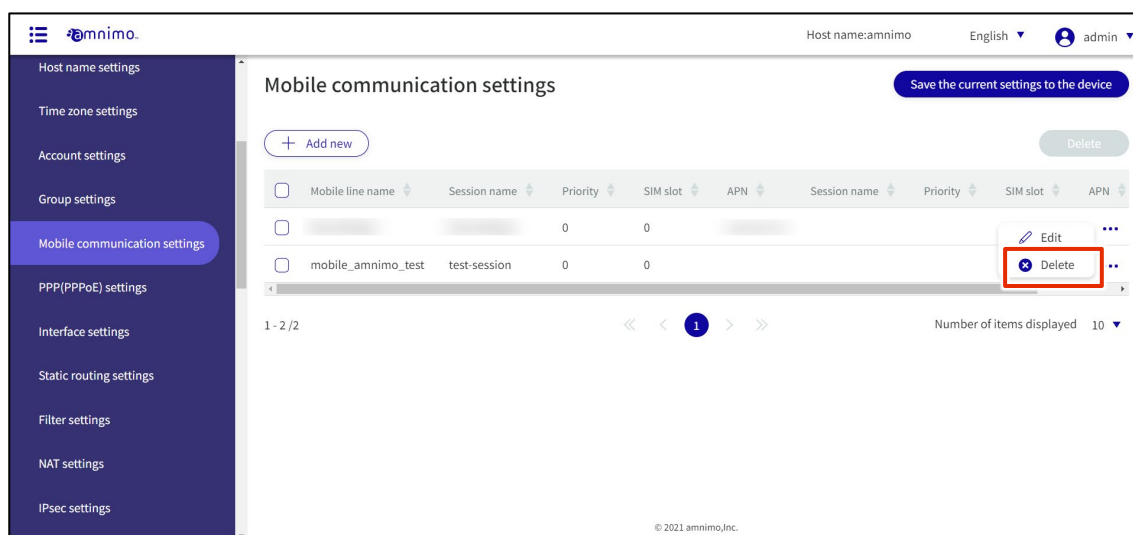 amnimo
Host name:amnimo
English
admin
Host name settings
Time zone settings
Account settings
Group settings
Mobile communication settings
PPP(PPPoE) settings
Interface settings
Static routing settings
Filter settings
NAT settings
IPsec settings
Mobile communication settings
Save the current settings to the device
Add new
Delete
Mobile line name Session name Priority SIM slot APN Session name Priority SIM slot APN
0 0
Edit
mobile_amnimo_test test-session 0 0
Delete
1 - 2 /2
1
Number of items displayed 10
© 2021 amnimo,Inc.